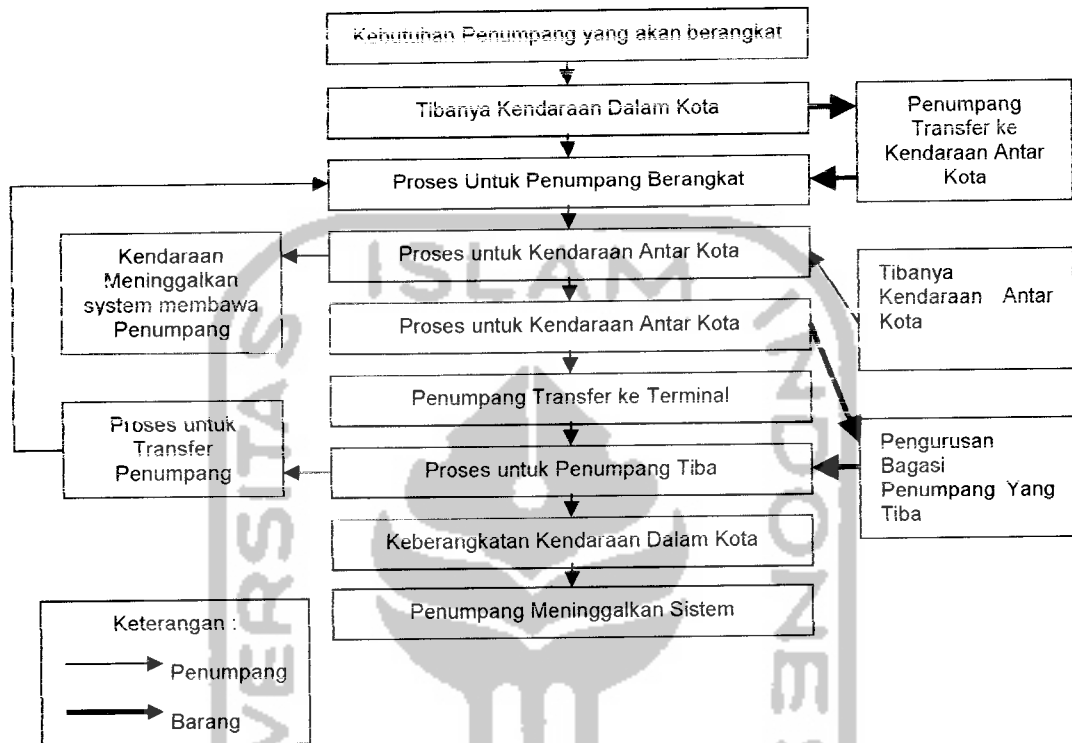 Kebutuhan Penumpang yang akan berangkat
Tibanya Kendaraan Dalam Kota
Penumpang
Transfer ke
Kendaraan Antar
Kota
Proses Untuk Penumpang Berangkat
Kendaraan
Meninggalkan
system membawa
Penumpang
Proses untuk Kendaraan Antar Kota
Tibanya
Kendaraan Antar
Kota
Proses untuk Kendaraan Antar Kota
Penumpang Transfer ke Terminal
Proses untuk
Transfer
Penumpang
Proses untuk Penumpang Tiba
Pengurusan
Bagasi
Penumpang Yang
Tiba
Keberangkatan Kendaraan Dalam Kota
Penumpang Meninggalkan Sistem
Keterangan :
Penumpang
Barang
VERSITAS ISLAM INDONES